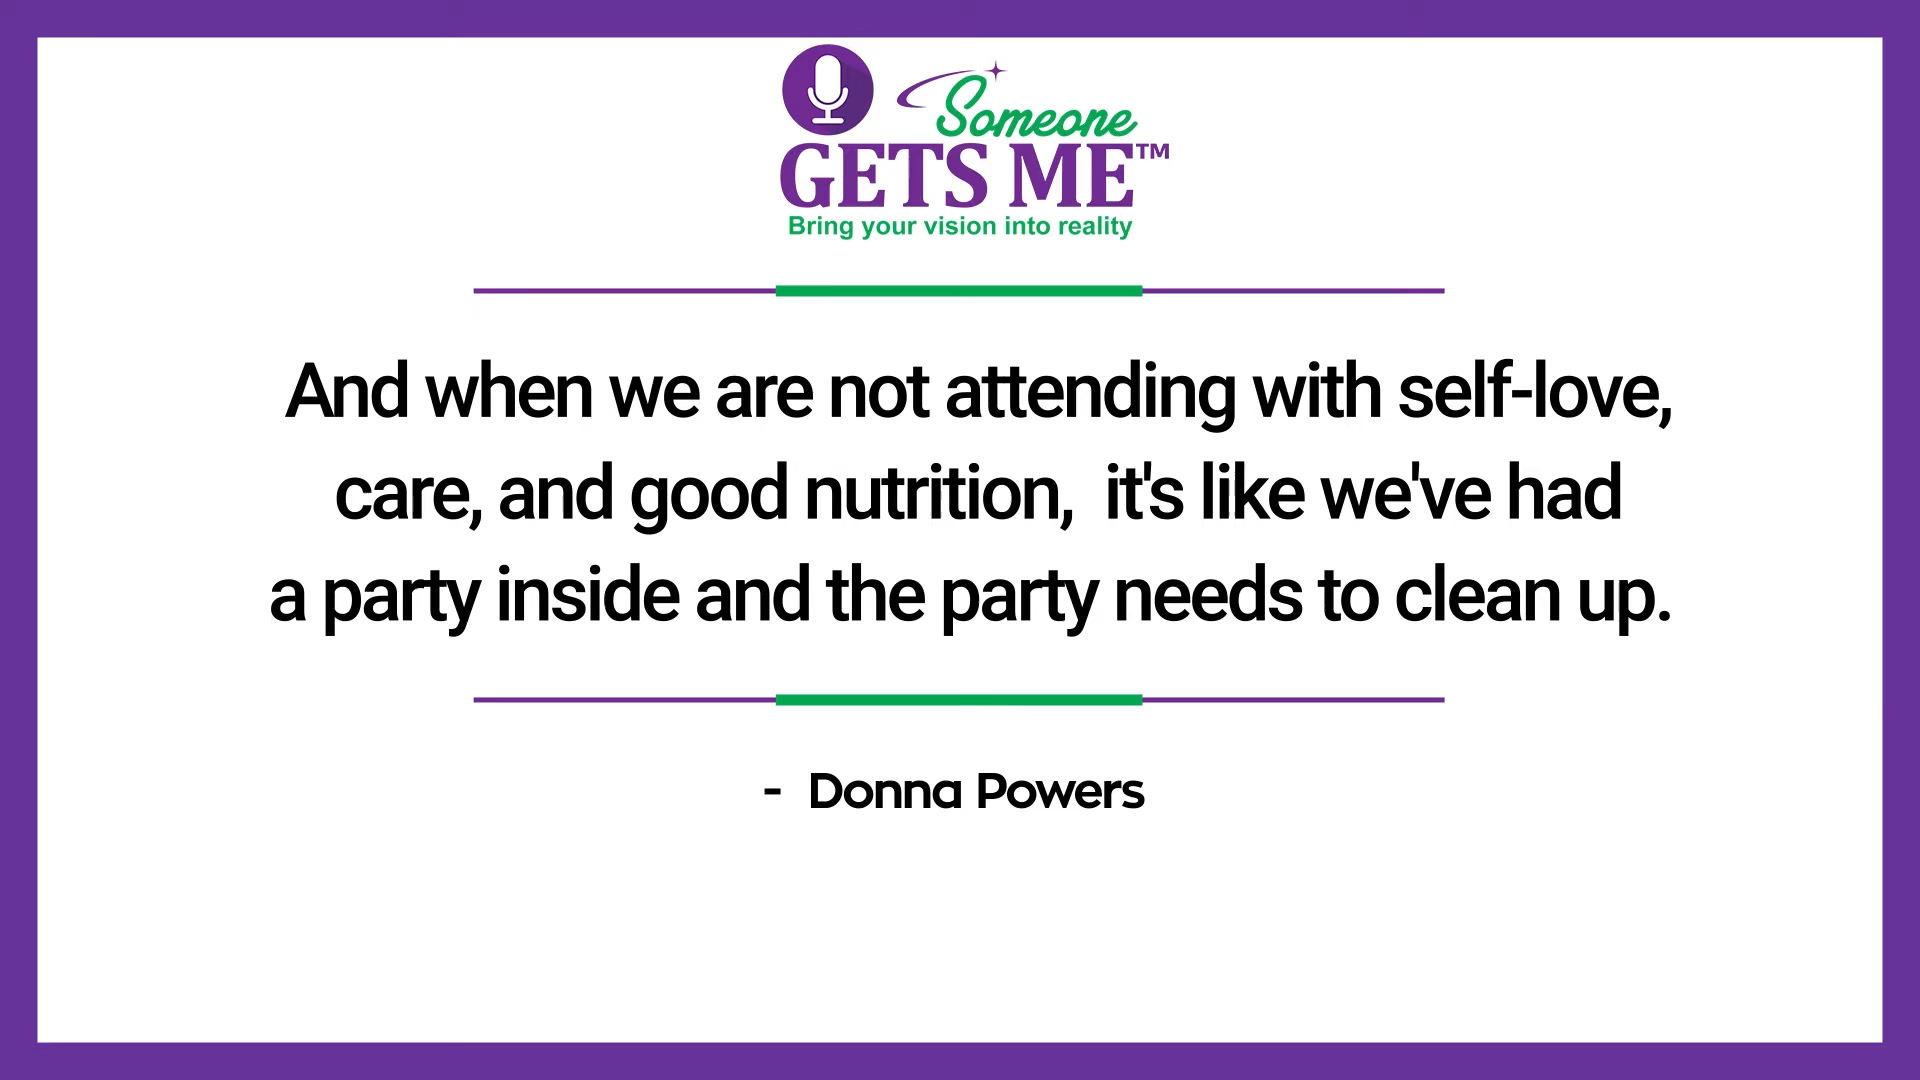 Someone
GETS ME™
Bring your vision into reality
And when we are not attending with self-love,
care, and good nutrition,  it's like we've had
a party inside and the party needs to clean up.
- Donna Powers